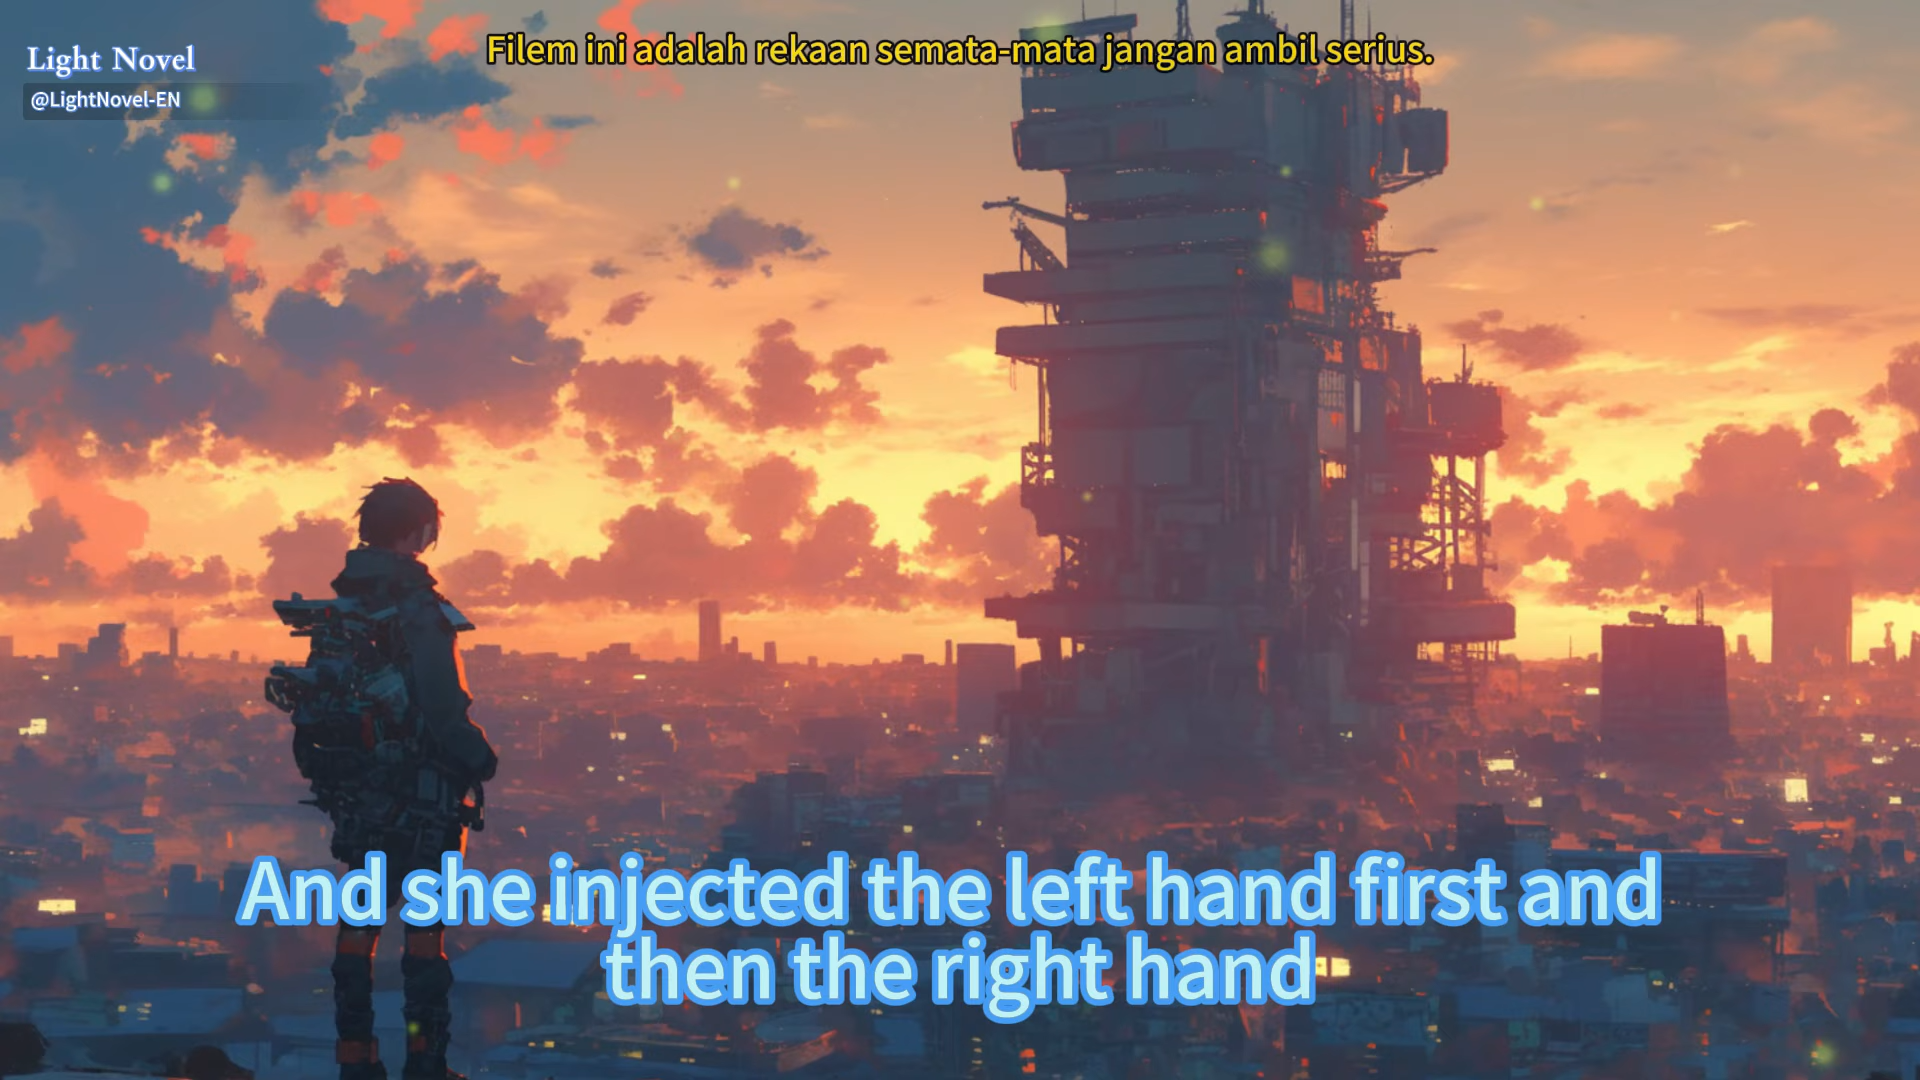 Filem ini adalah rekaan semata-mata jangan ambil serius.
Light Novel
@LightNovel-EN
And she injected the left hand first and
then the right hand